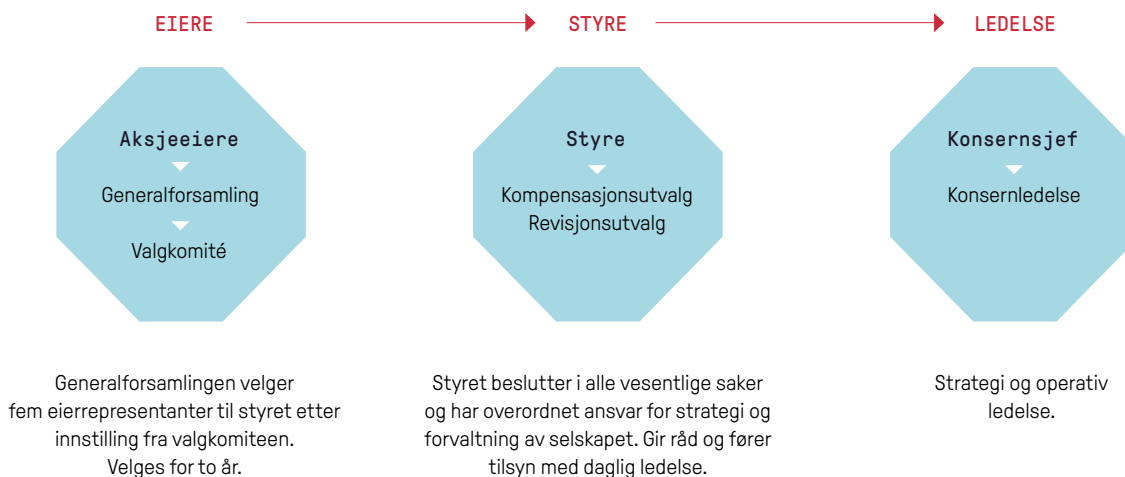 EIERE
STYRE
LEDELSE
Aksjeeiere
Generalforsamling
Valgkomité
Styre
Kompensasjonsutvalg
Revisjonsutvalg
Konsernsjef
Konsernledelse
Generalforsamlingen velger
fem eierrepresentanter til styret etter
innstilling fra valgkomiteen.
Velges for to år.
Styret beslutter i alle vesentlige saker
og har overordnet ansvar for strategi og
forvaltning av selskapet. Gir råd og fører
tilsyn med daglig ledelse.
Strategi og operativ
ledelse.